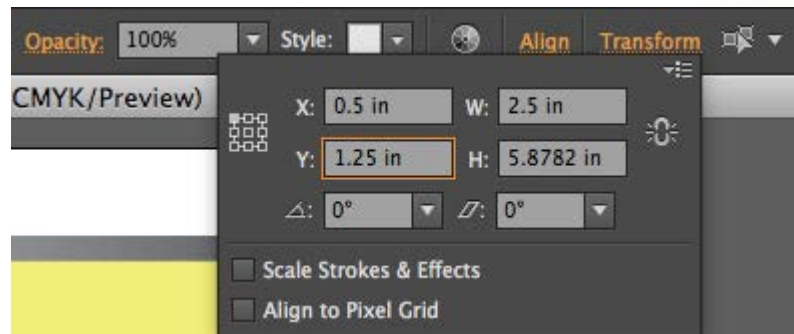 Opacity: 100% Style: Align Transform
CMYK/Preview)
X: 0.5 in W: 2.5 in
Y: 1.25 in H: 5.8782 in
0° 0°
Scale Strokes & Effects
Align to Pixel Grid